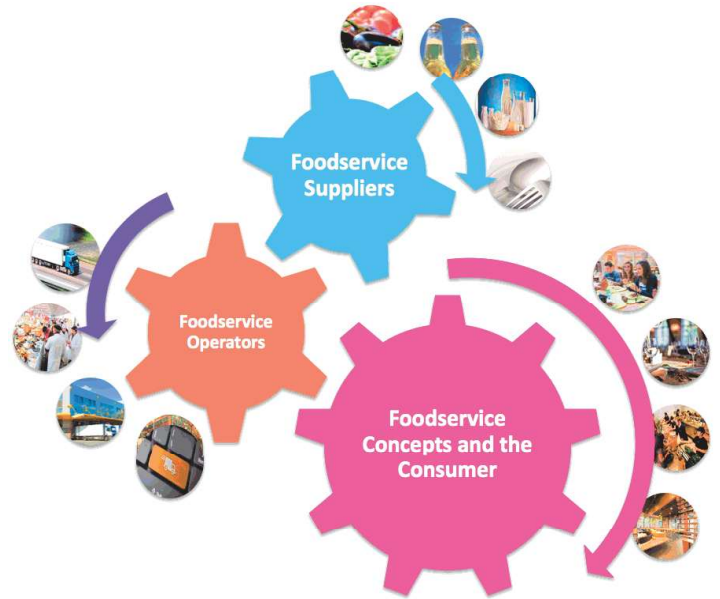 Foodservice
Suppliers
Foodservice
Operators
Foodservice
Concepts and the
Consumer